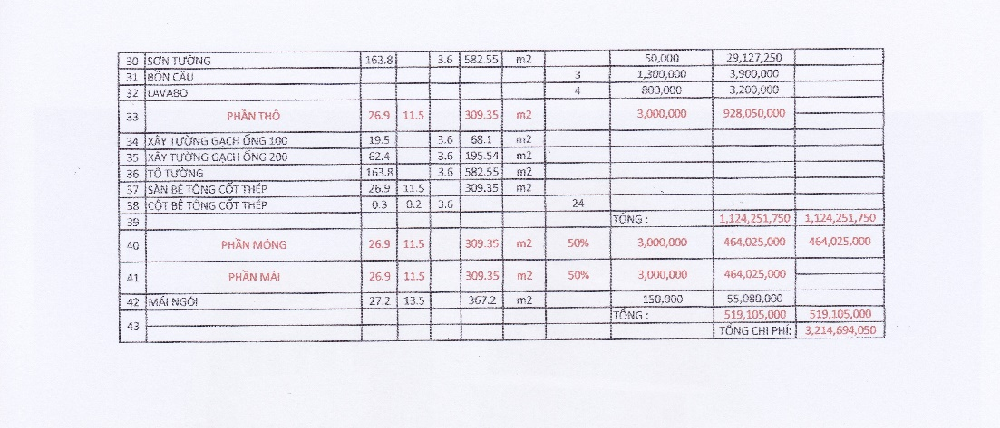 30 SƠN TƯỜNG 163.8 3.6 582.55 m2 50,000 29,127,250
31 BỒN CẦU 3 1,300,000 3,900,000
32 LAVABO 4 800,000 3,200,000
33 PHẦN THÔ 26.9 11.5 309.35 m2 3,000,000 928,050,000
34 XÂY TƯỜNG GẠCH ỐNG 100 19.5 3.6 68.1 m2
35 XÂY TƯỜNG GẠCH ỐNG 200 62.4 3.6 195.54 m2
36 TÔ TƯỜNG 163.8 3.6 582.55 m2
37 SÀN BÊ TÔNG CỐT THÉP 26.9 11.5 309.35 m2
38 CỘT BÊ TÔNG CỐT THÉP 0.3 0.2 3.6 24
39 TỔNG : 1,124,251,750 1,124,251,750
40 PHẦN MÓNG 26.9 11.5 309.35 m2 50% 3,000,000 464,025,000 464,025,000
41 PHẦN MÁI 26.9 11.5 309.35 m2 50% 3,000,000 464,025,000
42 MÁI NGÓI 27.2 13.5 367.2 m2 150,000 55,080,000
43 TỔNG : 519,105,000 519,105,000
TỔNG CHI PHÍ: 3,214,694,050